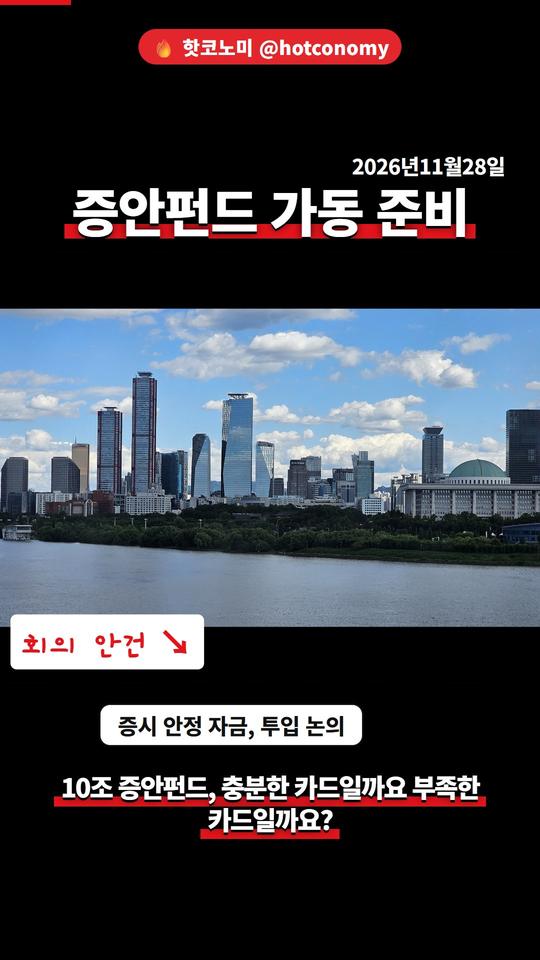 🔥 핫코노미 @hotconomy
2026년11월28일
증안펀드 가동 준비
회의 안건 ↘
증시 안정 자금, 투입 논의
10조 증안펀드, 충분한 카드일까요 부족한
카드일까요?